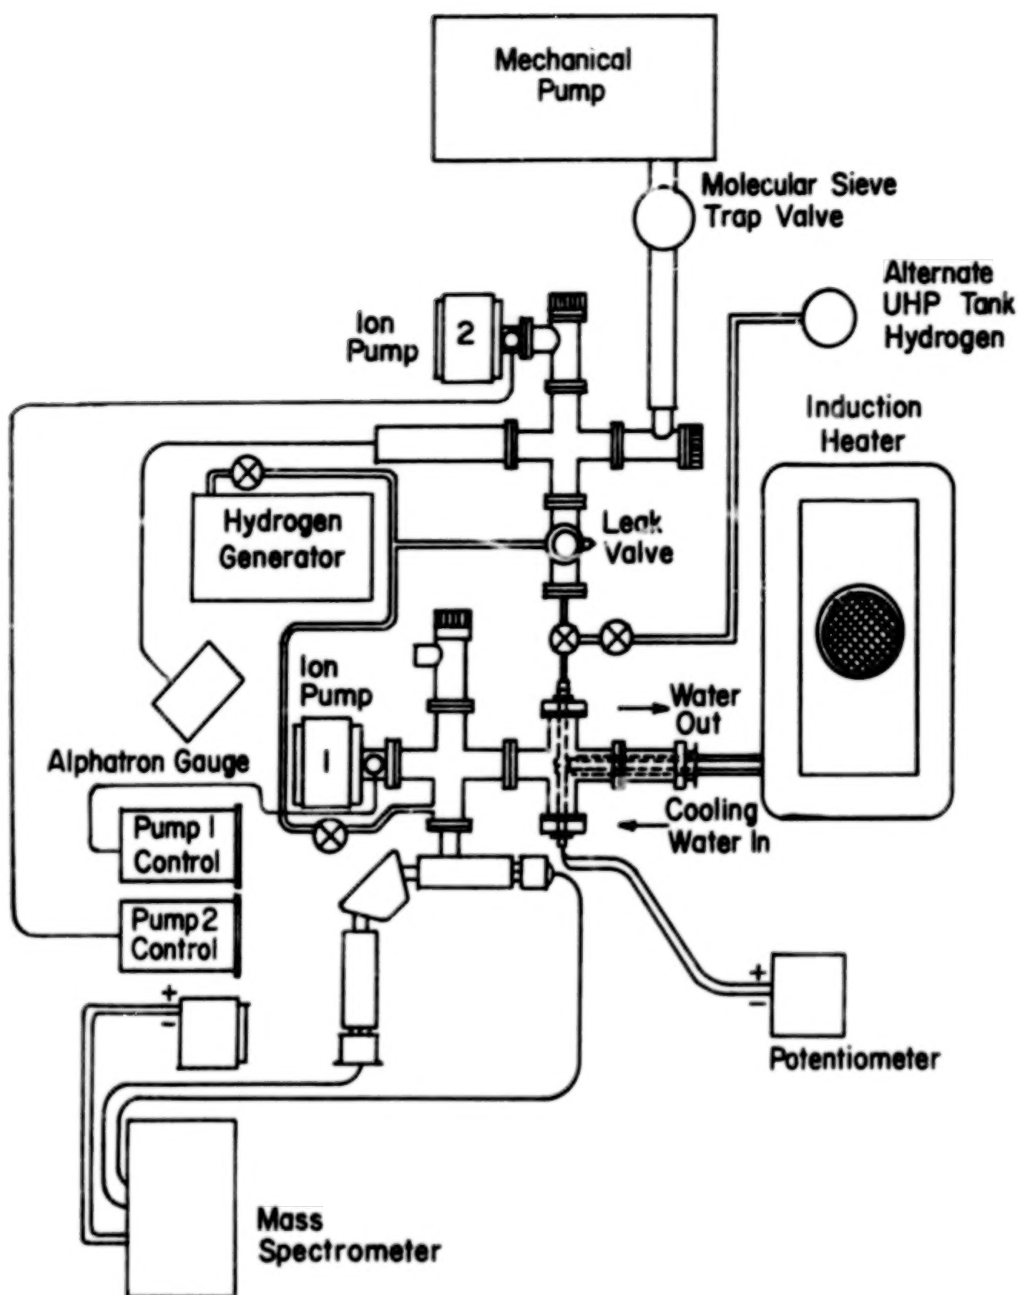 Mechanical
Pump
Molecular Sieve
Trap Valve
Alternate
UHP Tank
Hydrogen
Ion
Pump
2
Induction
Heater
Hydrogen
Generator
Leak
Valve
Ion
Pump
1
Water
Out
Alphatron Gauge
Cooling
Water In
Pump 1
Control
Pump 2
Control
+
-
+
-
Potentiometer
Mass
Spectrometer